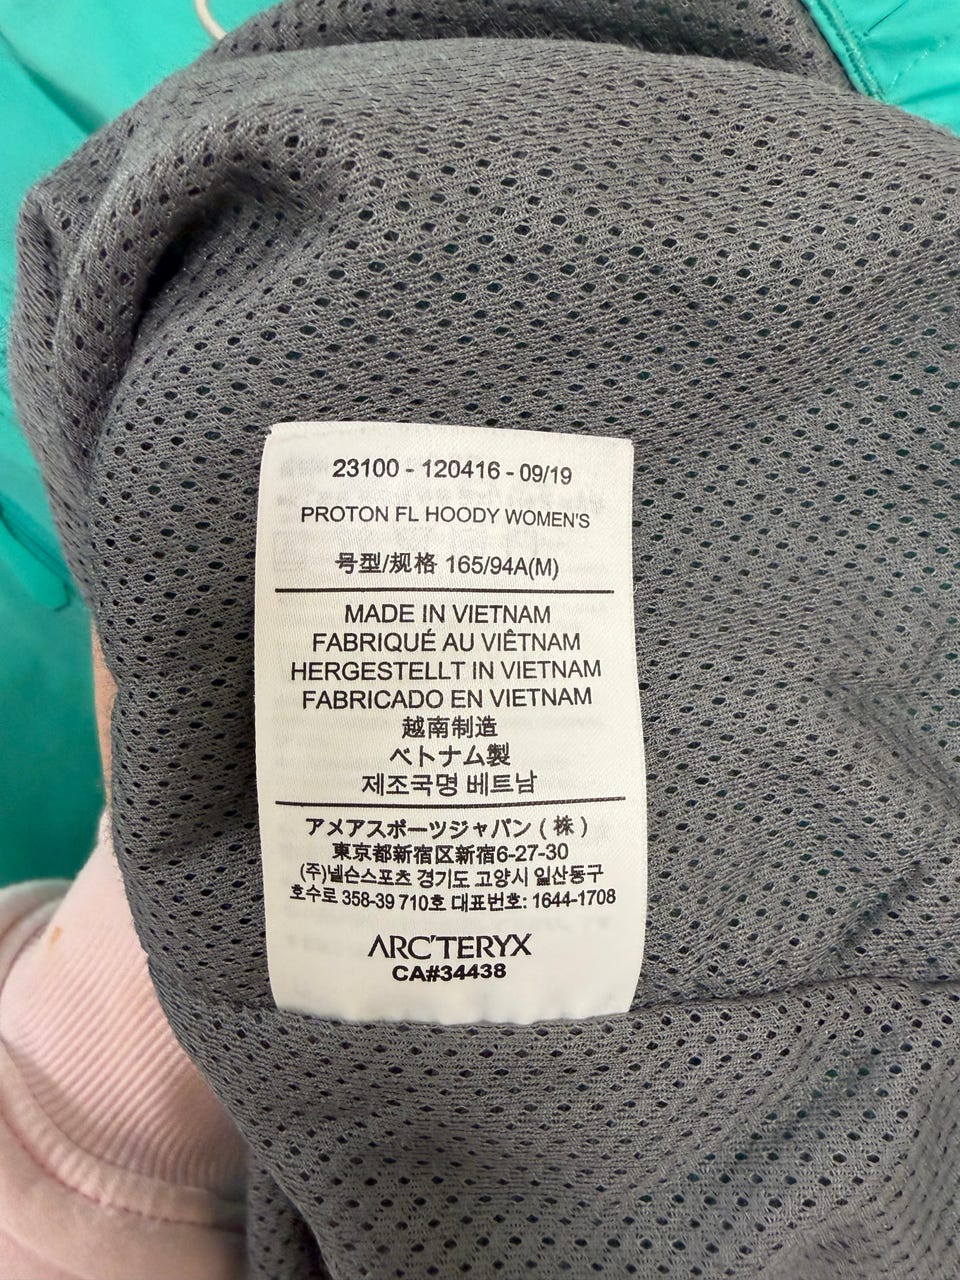 23100 - 120416 - 09/19
PROTON FL HOODY WOMEN'S
号型/规格 165/94A(M)
MADE IN VIETNAM
FABRIQUÉ AU VIÊTNAM
HERGESTELLT IN VIETNAM
FABRICADO EN VIETNAM
越南制造
ベトナム製
제조국명 베트남
アメアスポーツジャパン ( 株 )
東京都新宿区新宿6-27-30
(주)넬슨스포츠 경기도 고양시 일산동구
호수로 358-39 710호 대표번호: 1644-1708
ARC'TERYX
CA#34438